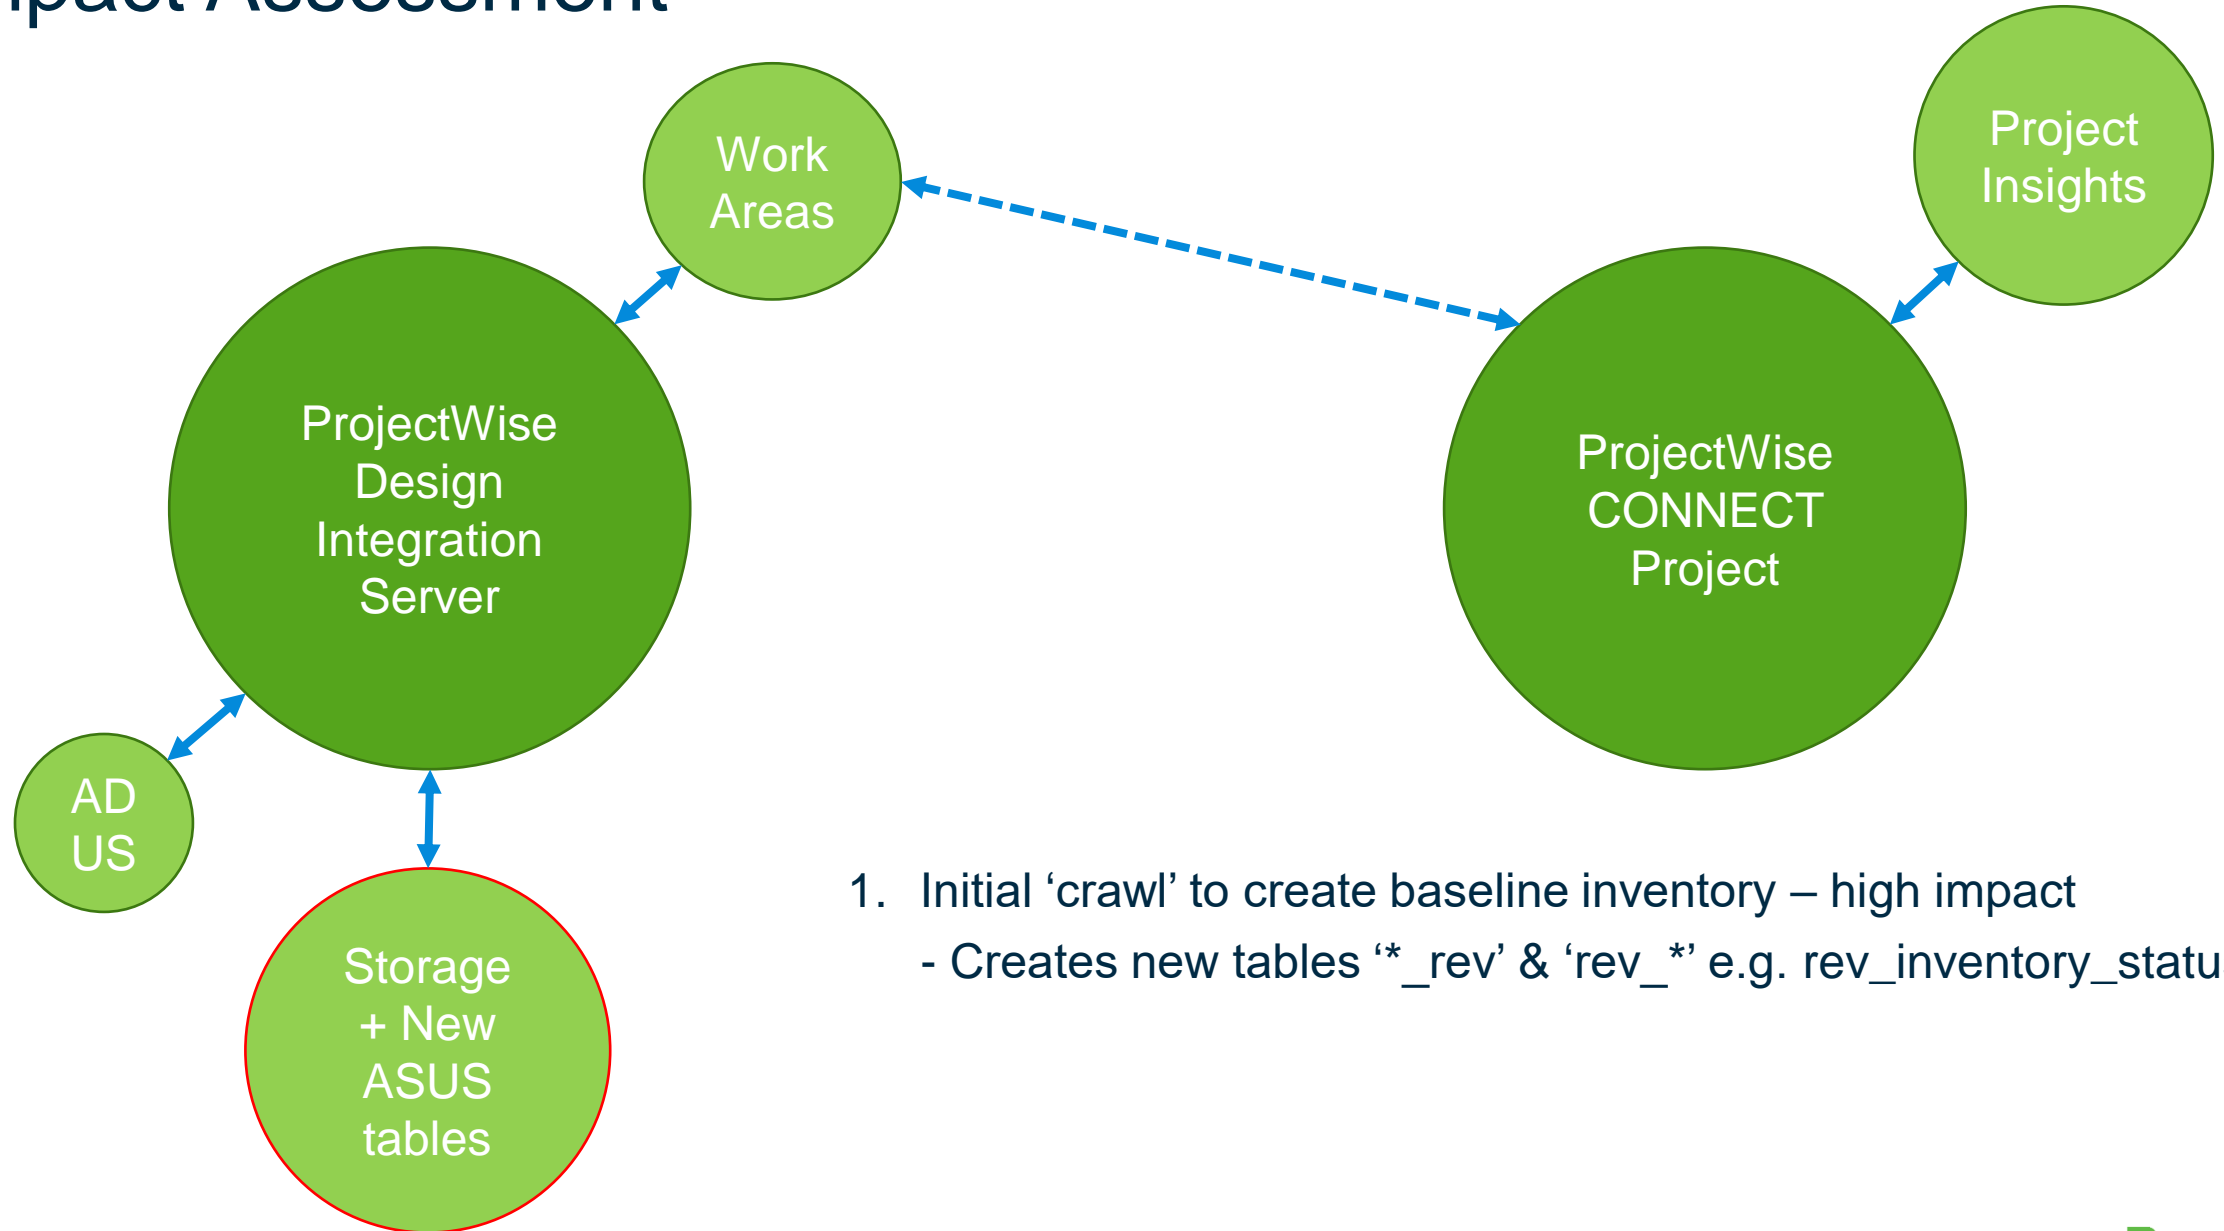 Assessment
Work
Areas
Project
Insights
ProjectWise
Design
Integration
Server
ProjectWise
CONNECT
Project
AD
US
Storage
+ New
ASUS
tables
1. Initial ‘crawl’ to create baseline inventory – high impact
- Creates new tables ‘*_rev’ & ‘rev_*’ e.g.